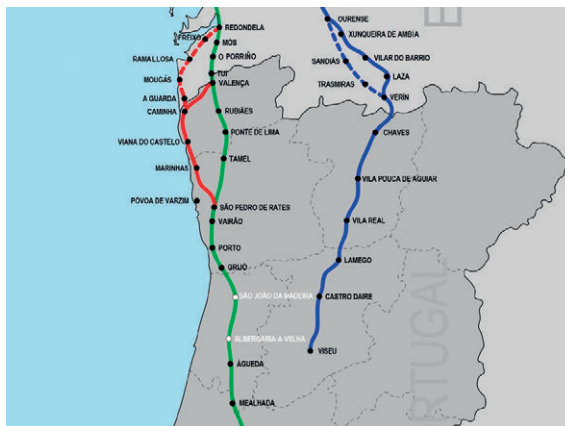 OURENSE
REDONDELA
XUNQUEIRA DE AMBÍA
FREIXO
MOS
O PORRIÑO
VILAR DO BARRIO
RAMALLOSA
SANDIÁS
TUI
LAZA
MOUGÁS
VALENÇA
TRASMIRAS
VERÍN
A GUARDA
CAMINHA
RUBIÃES
PONTE DE LIMA
CHAVES
VIANA DO CASTELO
TAMEL
MARINHAS
VILA POUCA DE AGUIAR
PÓVOA DE VARZIM
SÃO PEDRO DE RATES
VAIRÃO
VILA REAL
PORTO
LAMEGO
GRIJÓ
SÃO JOÃO DA MADEIRA
CASTRO DAIRE
ALBERGARIA-A-VELHA
VISEU
ÁGUEDA
MEALHADA
E
RTUGAL